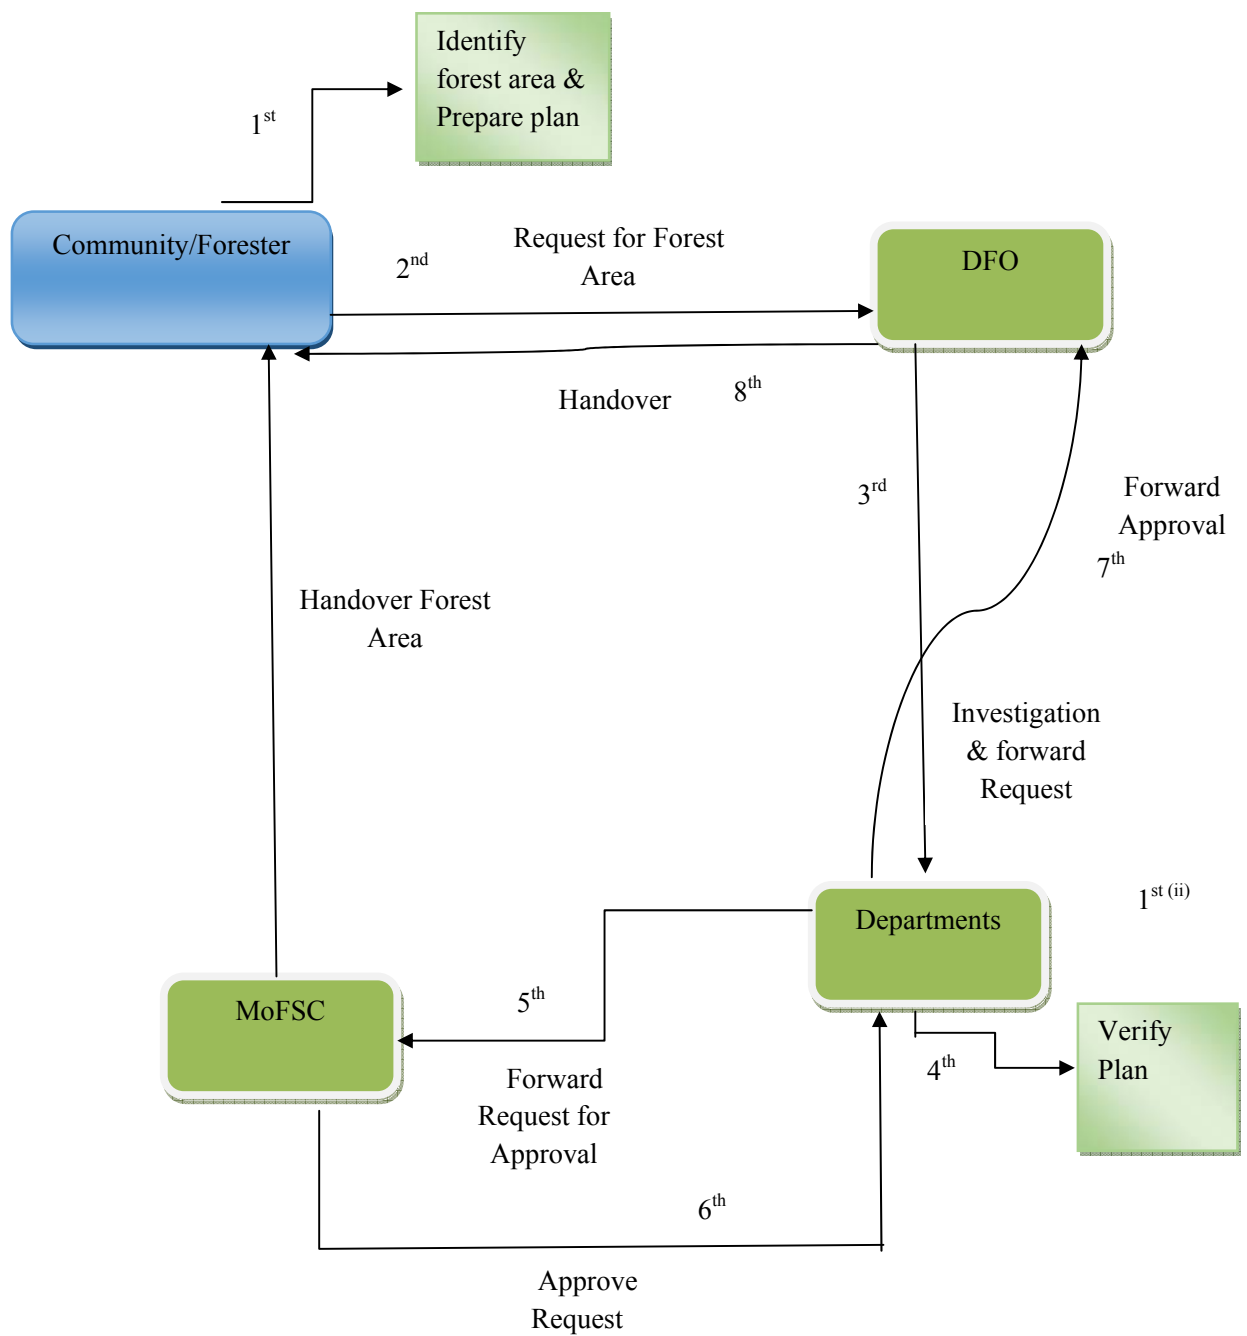 Identify
forest area &
Prepare plan
1st
Community/Forester
2nd
Request for Forest
Area
DFO
Handover
8th
3rd
Forward
Approval
7th
Handover Forest
Area
Investigation
& forward
Request
1st (ii)
Departments
MoFSC
5th
4th
Verify
Plan
Forward
Request for
Approval
6th
Approve
Request